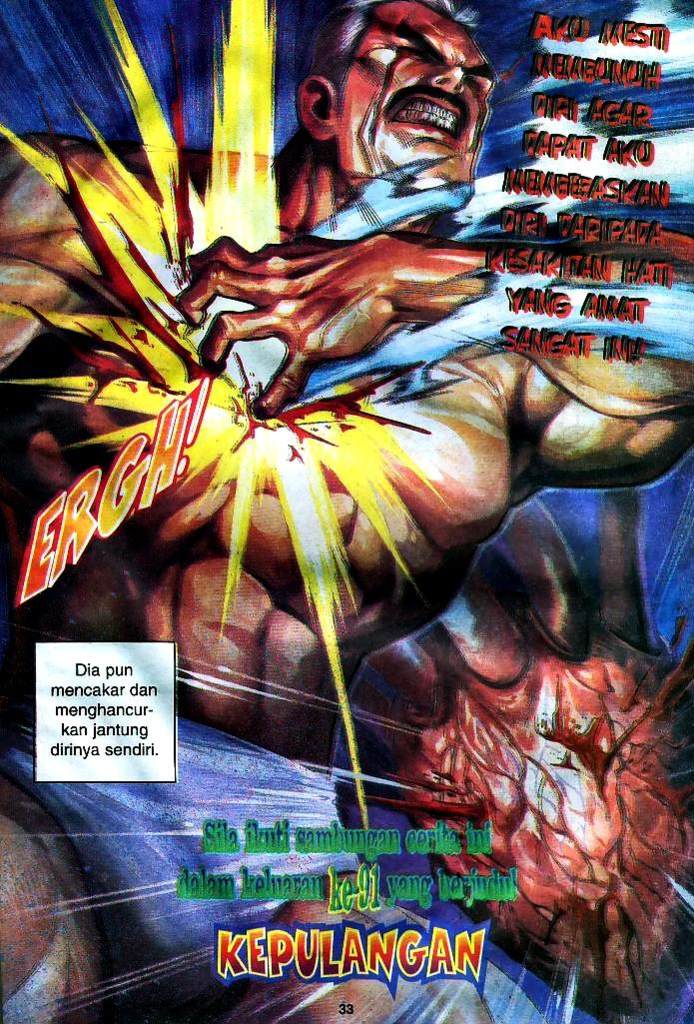 AKU MESTI
MEMBUNUH
DIRI AGAR
DAPAT AKU
MEMBEBASKAN
DIRI DARIPADA
KESAKITAN HATI
YANG AMAT
SANGAT INI!
ERGH!
Dia pun
mencakar dan
menghancur-
kan jantung
dirinya sendiri.
Sila ikuti sambungan cerita ini
dalam keluaran ke-91 yang berjudul
KEPULANGAN
33